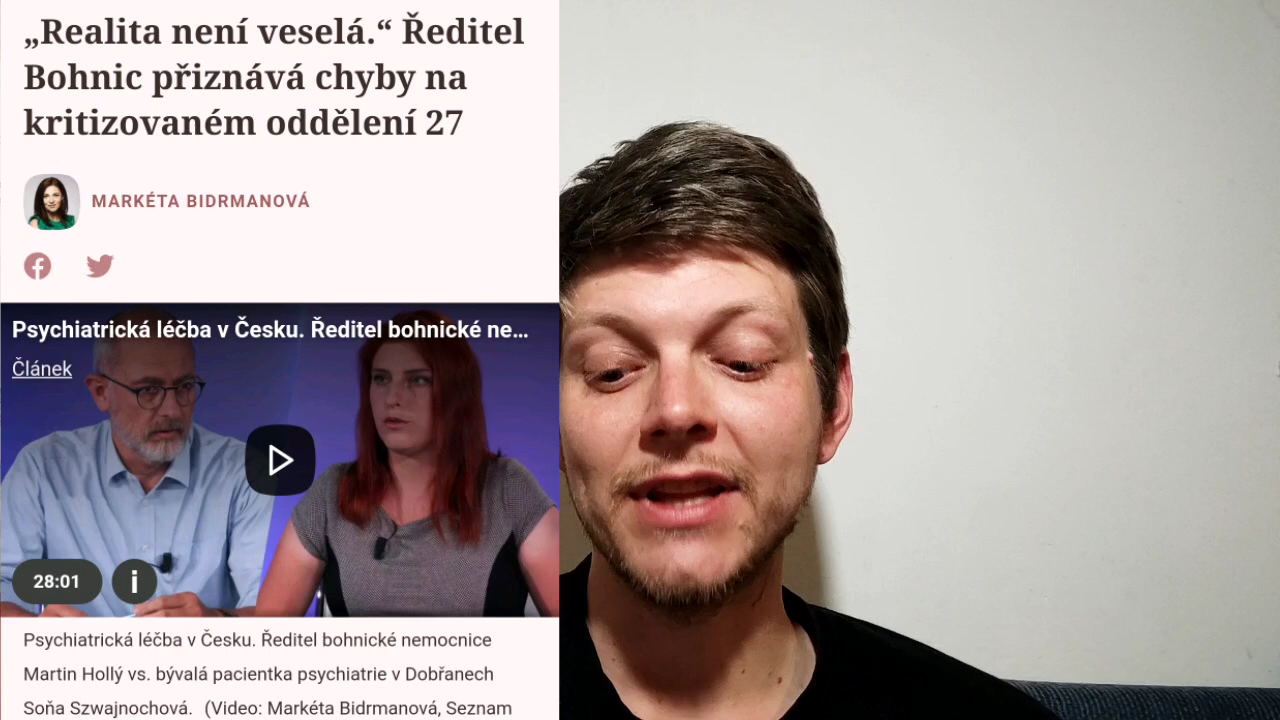 „Realita není veselá.“ Ředitel
Bohnic přiznává chyby na
kritizovaném oddělení 27
MARKÉTA BIDRMANOVÁ
Psychiatrická léčba v Česku. Ředitel bohnické ne...
Článek
28:01
i
Psychiatrická léčba v Česku. Ředitel bohnické nemocnice
Martin Hollý vs. bývalá pacientka psychiatrie v Dobřanech
Soňa Szwajnochová. (Video: Markéta Bidrmanová, Seznam